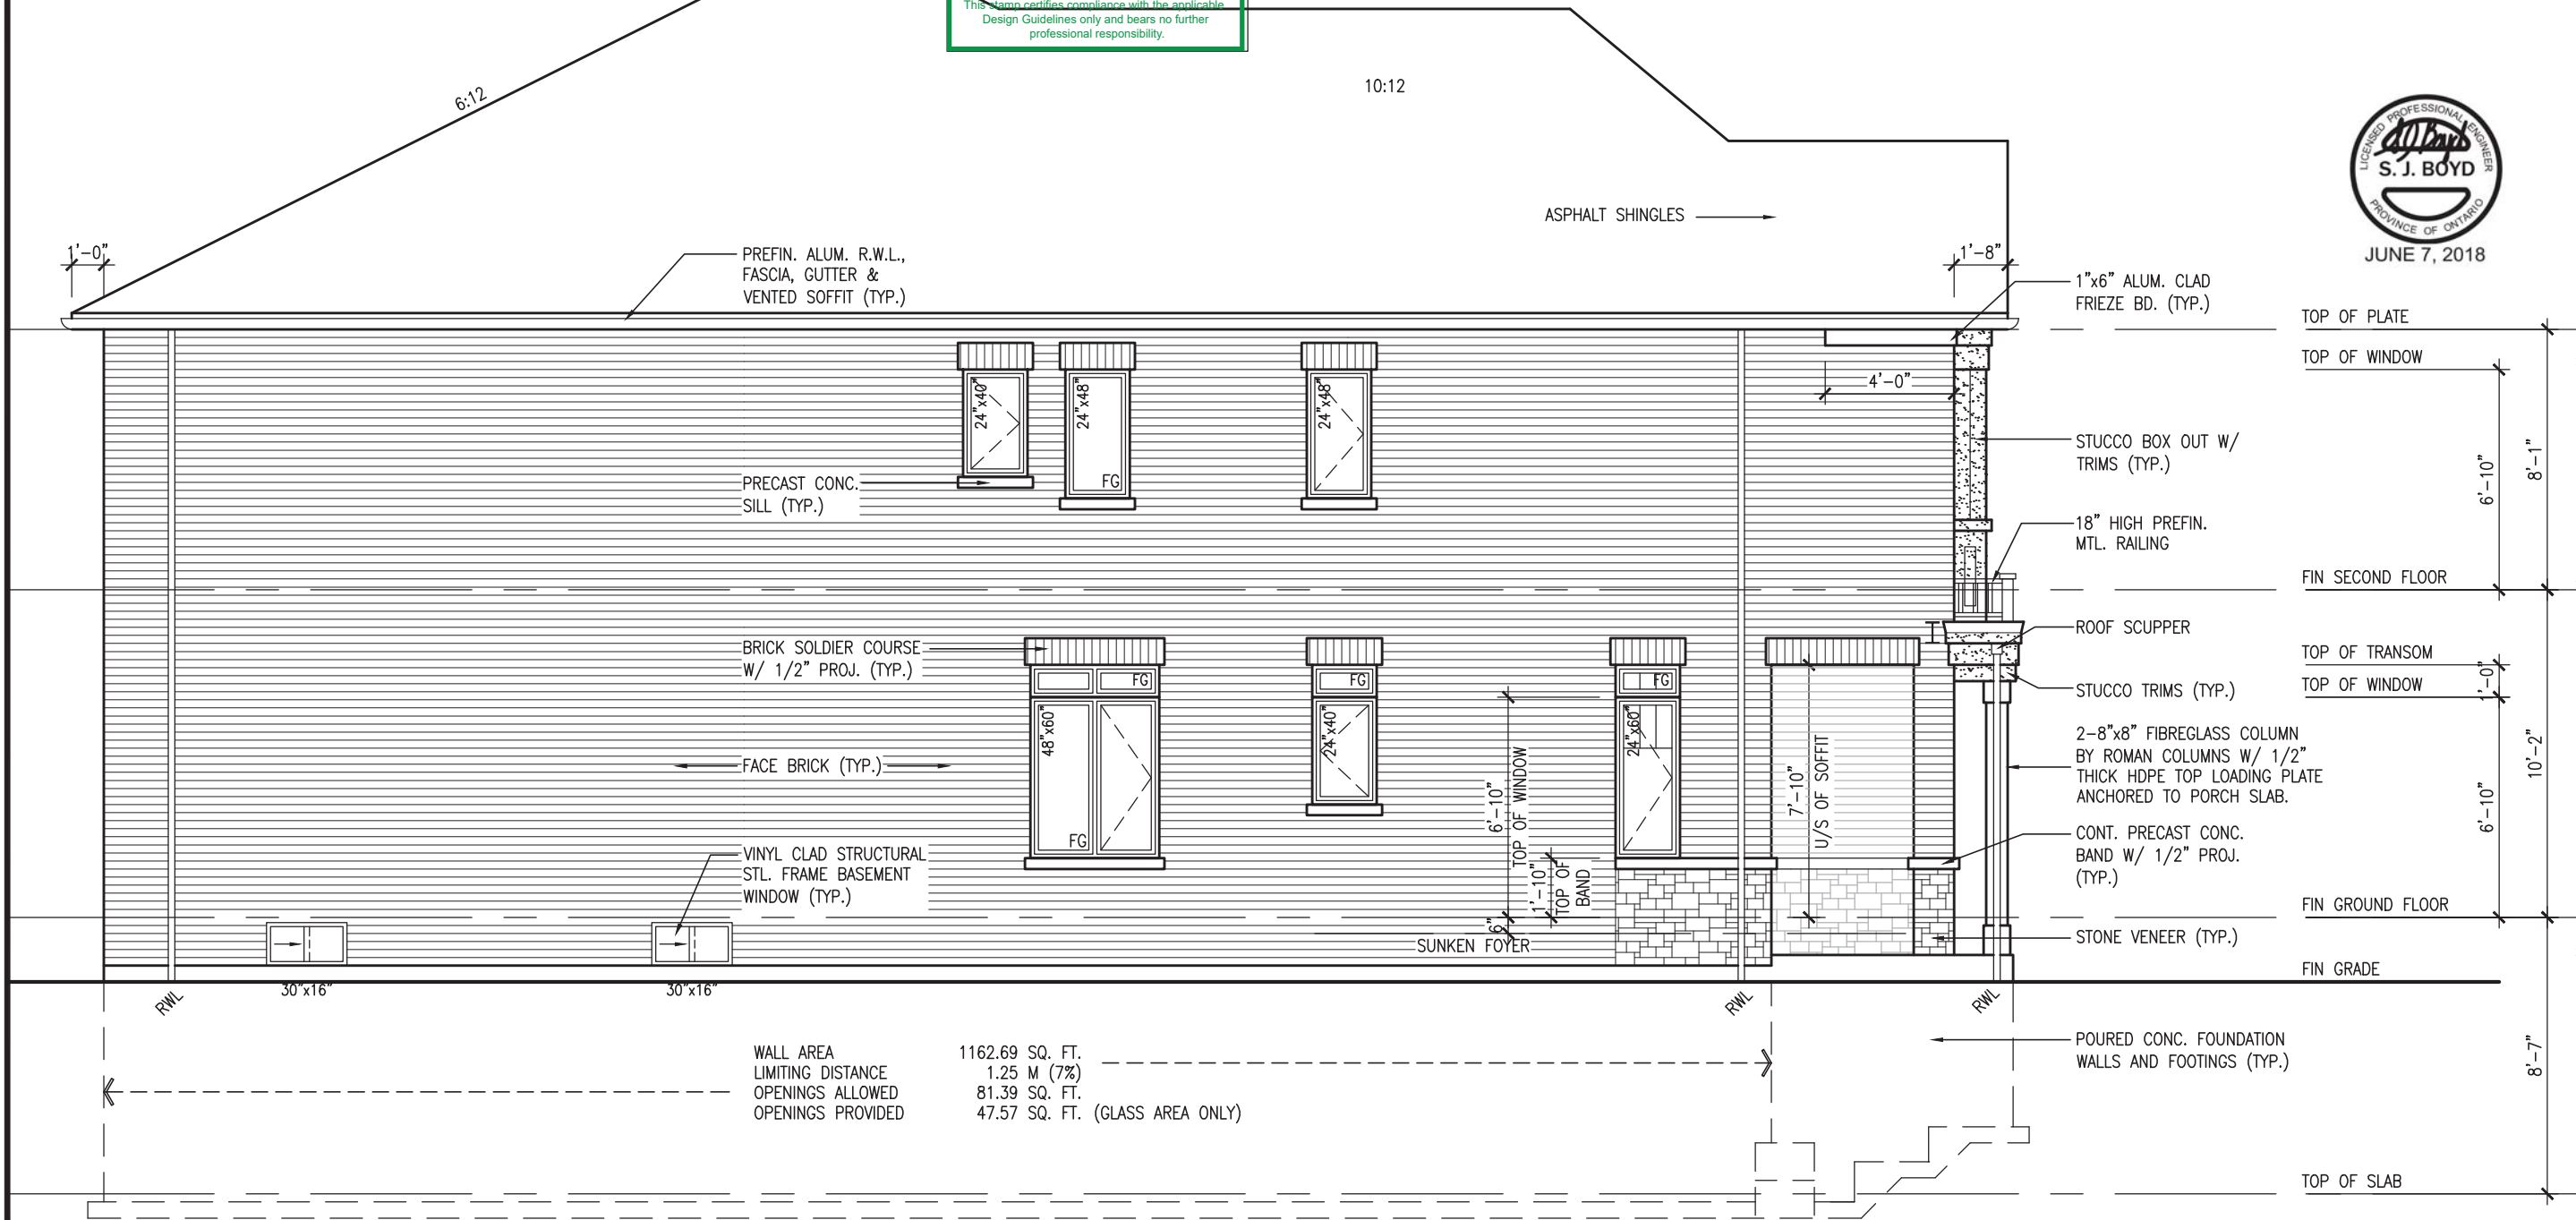 This stamp certifies compliance with the applicable
Design Guidelines only and bears no further
professional responsibility.
6:12
10:12
LICENSED PROFESSIONAL ENGINEER
S. J. BOYD
PROVINCE OF ONTARIO
JUNE 7, 2018
ASPHALT SHINGLES
1'-0"
PREFIN. ALUM. R.W.L.,
FASCIA, GUTTER &
VENTED SOFFIT (TYP.)
1'-8"
1"x6" ALUM. CLAD
FRIEZE BD. (TYP.)
TOP OF PLATE
TOP OF WINDOW
24"x40"
24"x48"
FG
24"x48"
4'-0"
STUCCO BOX OUT W/
TRIMS (TYP.)
6'-10"
8'-1"
PRECAST CONC.
SILL (TYP.)
18" HIGH PREFIN.
MTL. RAILING
FIN SECOND FLOOR
ROOF SCUPPER
BRICK SOLDIER COURSE
W/ 1/2" PROJ. (TYP.)
TOP OF TRANSOM
TOP OF WINDOW
1'-0"
STUCCO TRIMS (TYP.)
FG
FG
FG
48"x60"
FG
24"x40"
24"x60"
6'-10"
TOP OF WINDOW
7'-10"
U/S OF SOFFIT
2-8"x8" FIBREGLASS COLUMN
BY ROMAN COLUMNS W/ 1/2"
THICK HDPE TOP LOADING PLATE
ANCHORED TO PORCH SLAB.
6'-10"
10'-2"
FACE BRICK (TYP.)
CONT. PRECAST CONC.
BAND W/ 1/2" PROJ.
(TYP.)
VINYL CLAD STRUCTURAL
STL. FRAME BASEMENT
WINDOW (TYP.)
1'-10"
TOP OF
BAND
6"
SUNKEN FOYER
FIN GROUND FLOOR
STONE VENEER (TYP.)
FIN GRADE
RWL
30"x16"
30"x16"
RWL
RWL
WALL AREA 1162.69 SQ. FT.
LIMITING DISTANCE 1.25 M (7%)
OPENINGS ALLOWED 81.39 SQ. FT.
OPENINGS PROVIDED 47.57 SQ. FT. (GLASS AREA ONLY)
POURED CONC. FOUNDATION
WALLS AND FOOTINGS (TYP.)
8'-7"
TOP OF SLAB